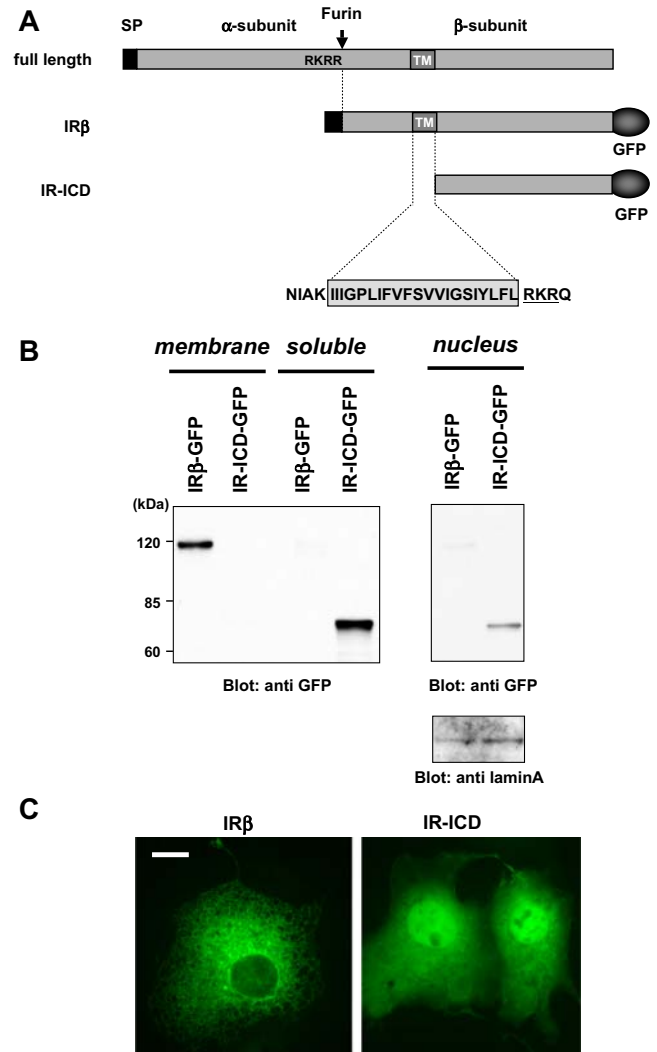 A
SP α-subunit Furin β-subunit
full length RKRR TM
IRβ TM
GFP
IR-ICD
GFP
NIAK IIIGPLIFVFSVVIGSIYLFL RKRQ
B
membrane soluble nucleus
IRβ-GFP IR-ICD-GFP IRβ-GFP IR-ICD-GFP IRβ-GFP IR-ICD-GFP
(kDa)
120
85
60
Blot: anti GFP Blot: anti GFP
Blot: anti laminA
C
IRβ IR-ICD